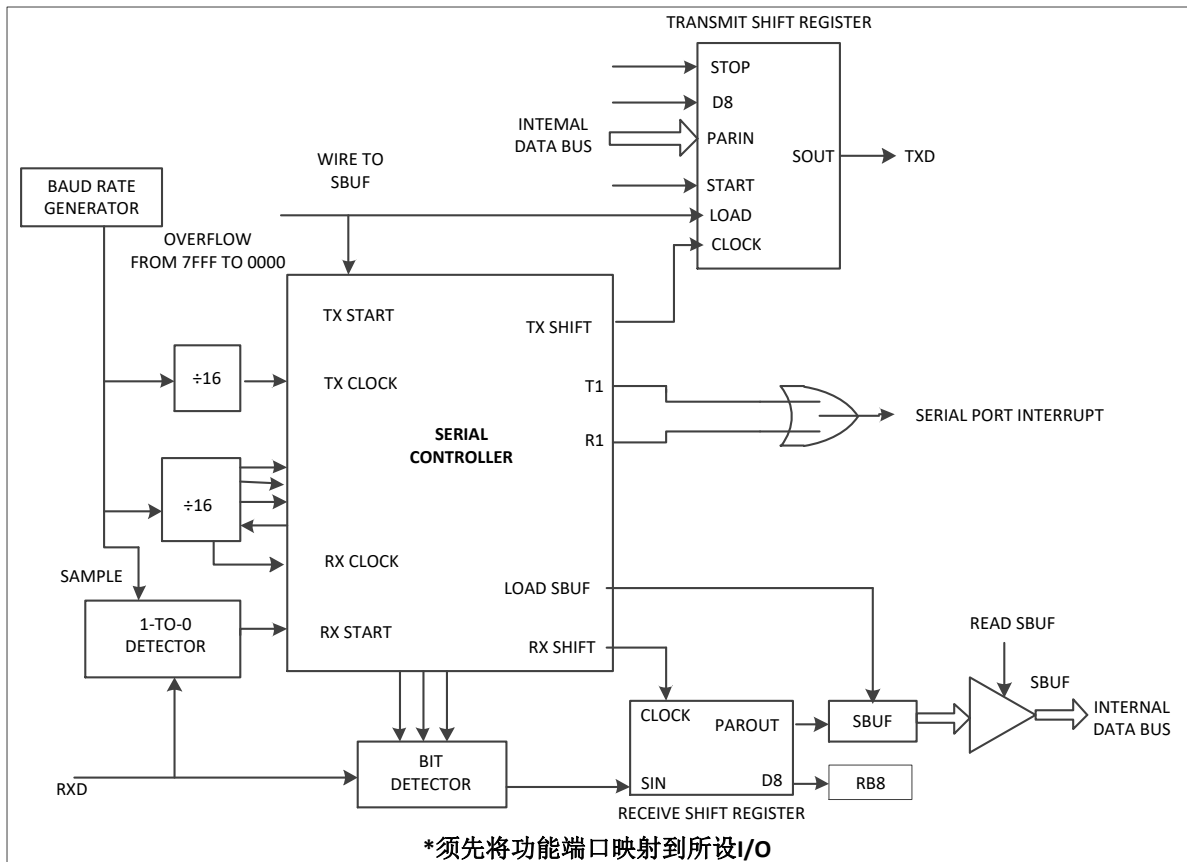 TRANSMIT SHIFT REGISTER
STOP
D8
INTEMAL
DATA BUS
PARIN
SOUT
TXD
START
LOAD
CLOCK
WIRE TO
SBUF
BAUD RATE
GENERATOR
OVERFLOW
FROM 7FFF TO 0000
TX START
TX SHIFT
÷16
TX CLOCK
T1
R1
SERIAL PORT INTERRUPT
SERIAL
CONTROLLER
÷16
RX CLOCK
SAMPLE
LOAD SBUF
1-TO-0
DETECTOR
RX START
RX SHIFT
READ SBUF
SBUF
CLOCK
PAROUT
SBUF
INTERNAL
DATA BUS
RXD
BIT
DETECTOR
SIN
D8
RB8
RECEIVE SHIFT REGISTER
*须先将功能端口映射到所设I/O